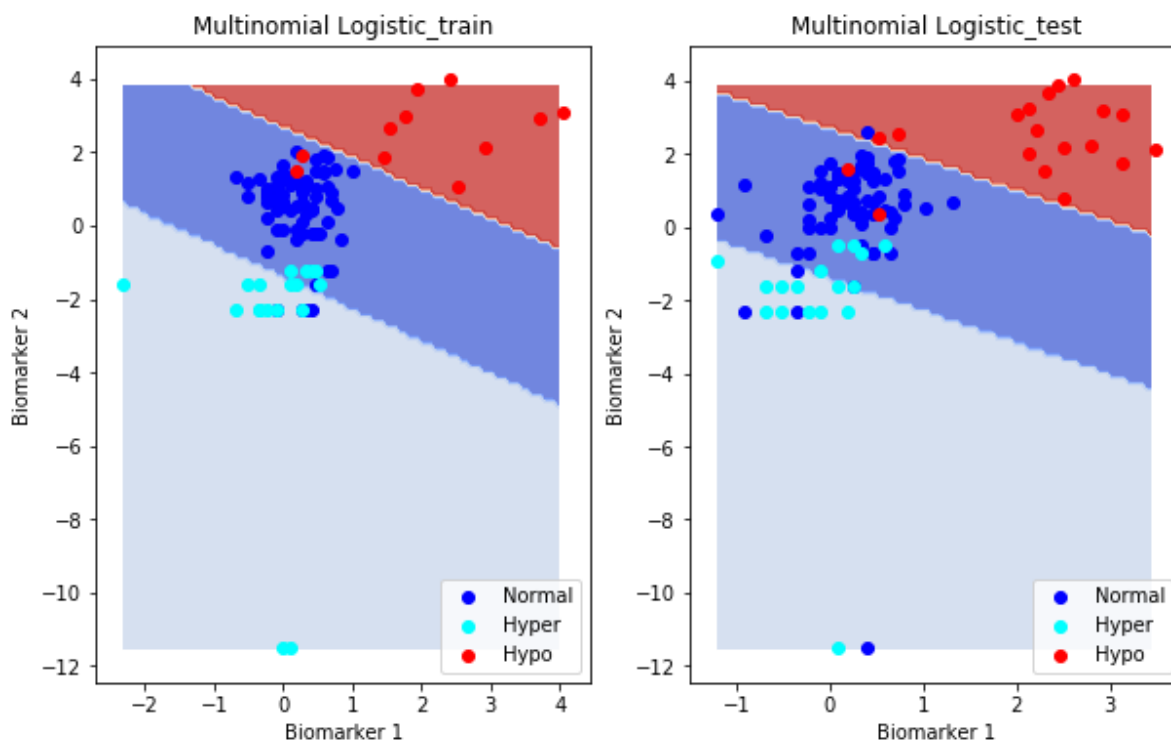 Multinomial Logistic_train
4
2
0
−2
−4
−6
−8
−10
−12
Biomarker 2
−2
−1
0
1
2
3
4
Biomarker 1
Normal
Hyper
Hypo
Multinomial Logistic_test
4
2
0
−2
−4
−6
−8
−10
−12
Biomarker 2
−1
0
1
2
3
Biomarker 1
Normal
Hyper
Hypo